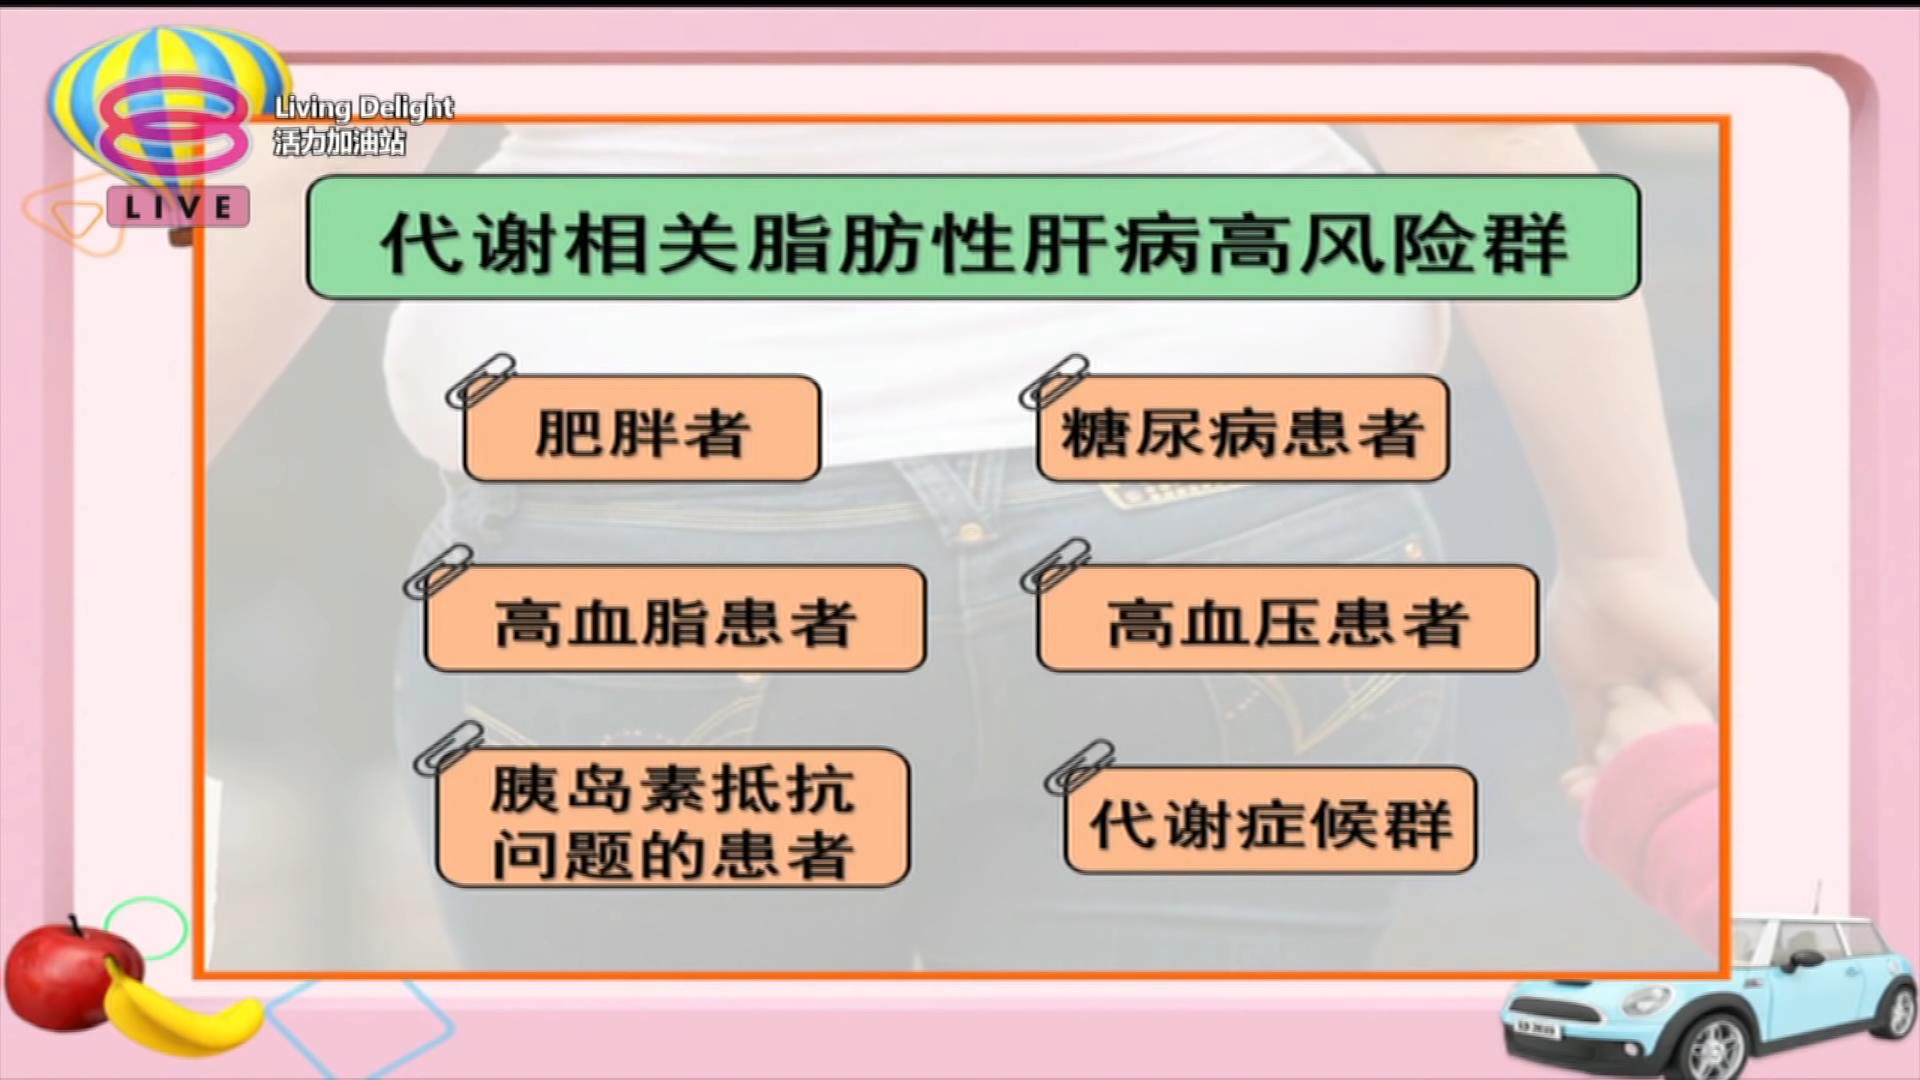 Living Delight
活力加油站
LIVE
代谢相关脂肪性肝病高风险群
肥胖者
糖尿病患者
高血脂患者
高血压患者
胰岛素抵抗
问题的患者
代谢症候群